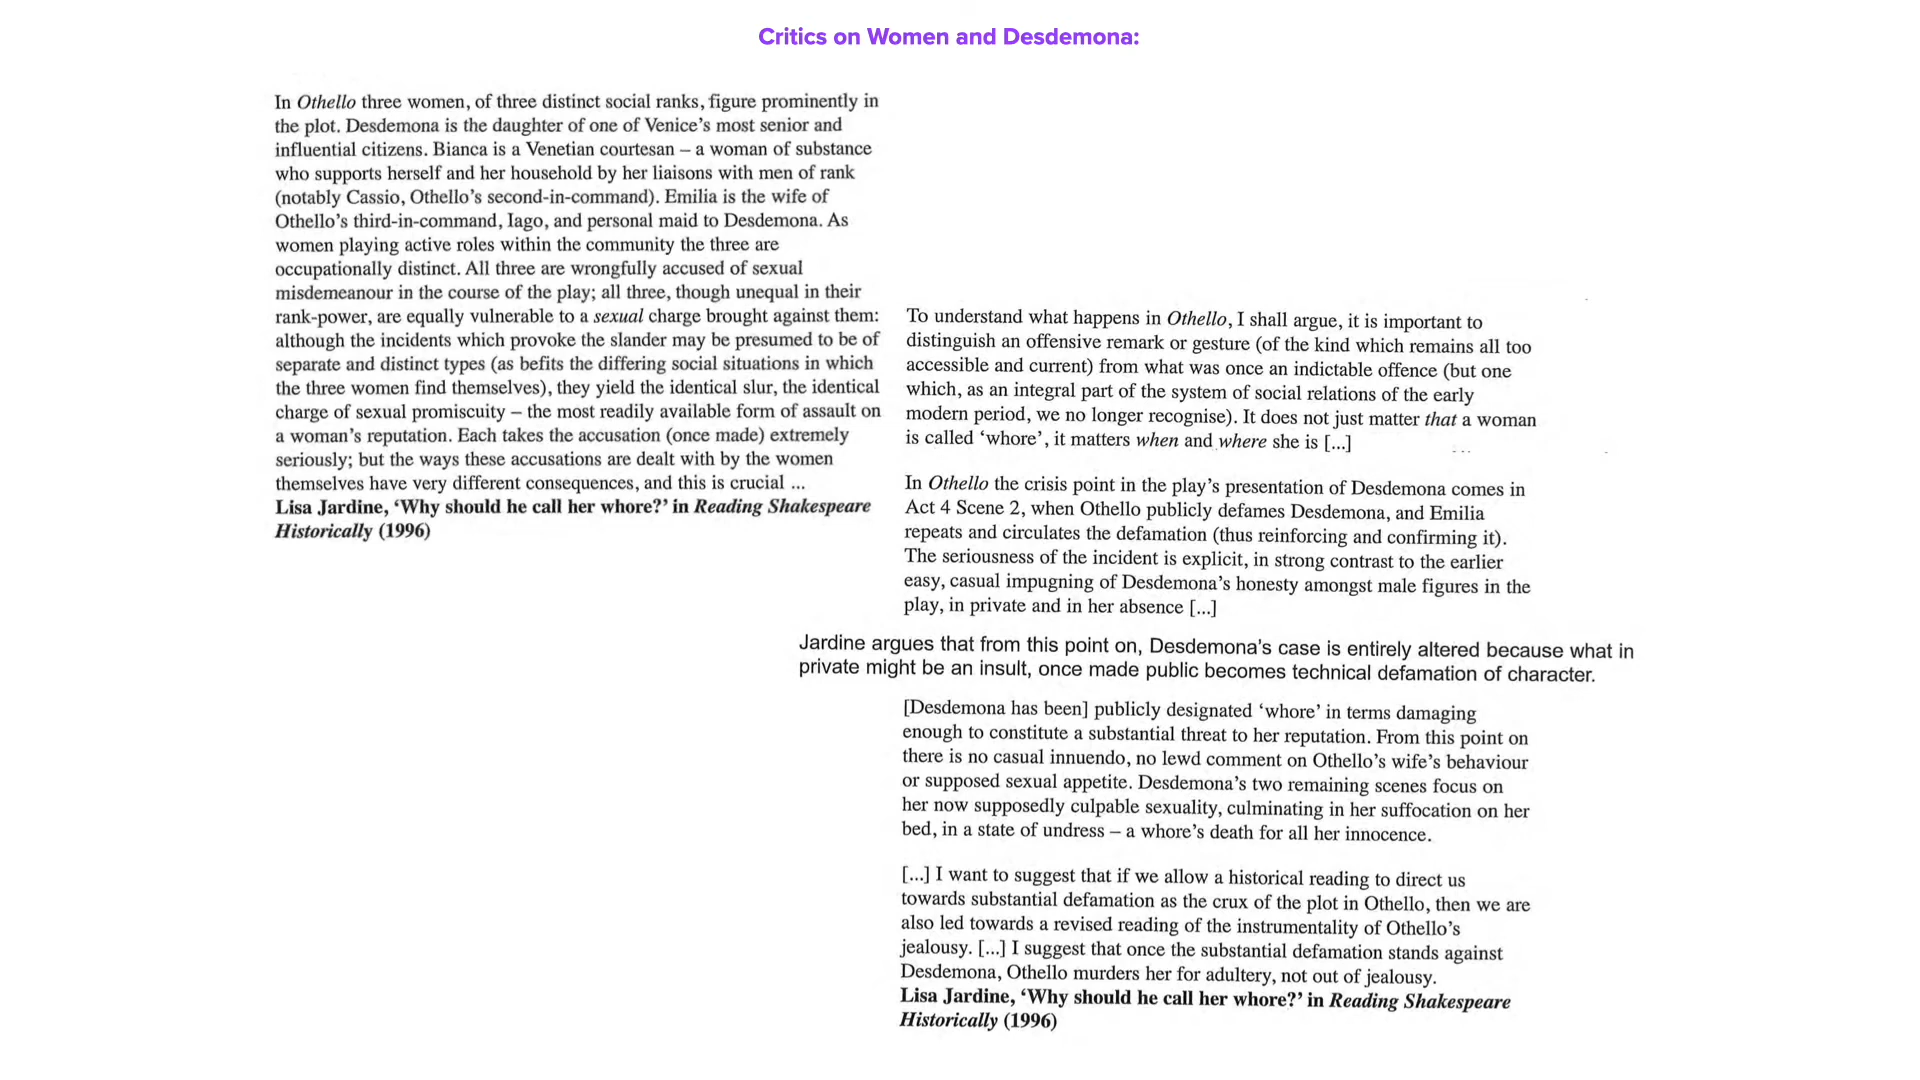 Critics on Women and Desdemona:
In Othello three women, of three distinct social ranks, figure prominently in
the plot. Desdemona is the daughter of one of Venice's most senior and
influential citizens. Bianca is a Venetian courtesan – a woman of substance
who supports herself and her household by her liaisons with men of rank
(notably Cassio, Othello's second-in-command). Emilia is the wife of
Othello's third-in-command, Iago, and personal maid to Desdemona. As
women playing active roles within the community the three are
occupationally distinct. All three are wrongfully accused of sexual
misdemeanour in the course of the play; all three, though unequal in their
rank-power, are equally vulnerable to a sexual charge brought against them:
although the incidents which provoke the slander may be presumed to be of
separate and distinct types (as befits the differing social situations in which
the three women find themselves), they yield the identical slur, the identical
charge of sexual promiscuity – the most readily available form of assault on
a woman's reputation. Each takes the accusation (once made) extremely
seriously; but the ways these accusations are dealt with by the women
themselves have very different consequences, and this is crucial ...
Lisa Jardine, 'Why should he call her whore?' in Reading Shakespeare
Historically (1996)
To understand what happens in Othello, I shall argue, it is important to
distinguish an offensive remark or gesture (of the kind which remains all too
accessible and current) from what was once an indictable offence (but one
which, as an integral part of the system of social relations of the early
modern period, we no longer recognise). It does not just matter that a woman
is called 'whore', it matters when and where she is [...]
In Othello the crisis point in the play's presentation of Desdemona comes in
Act 4 Scene 2, when Othello publicly defames Desdemona, and Emilia
repeats and circulates the defamation (thus reinforcing and confirming it).
The seriousness of the incident is explicit, in strong contrast to the earlier
easy, casual impugning of Desdemona's honesty amongst male figures in the
play, in private and in her absence [...]
Jardine argues that from this point on, Desdemona's case is entirely altered because what in
private might be an insult, once made public becomes technical defamation of character.
[Desdemona has been] publicly designated 'whore' in terms damaging
enough to constitute a substantial threat to her reputation. From this point on
there is no casual innuendo, no lewd comment on Othello's wife's behaviour
or supposed sexual appetite. Desdemona's two remaining scenes focus on
her now supposedly culpable sexuality, culminating in her suffocation on her
bed, in a state of undress – a whore's death for all her innocence.
[...] I want to suggest that if we allow a historical reading to direct us
towards substantial defamation as the crux of the plot in Othello, then we are
also led towards a revised reading of the instrumentality of Othello's
jealousy. [...] I suggest that once the substantial defamation stands against
Desdemona, Othello murders her for adultery, not out of jealousy.
Lisa Jardine, 'Why should he call her whore?' in Reading Shakespeare
Historically (1996)